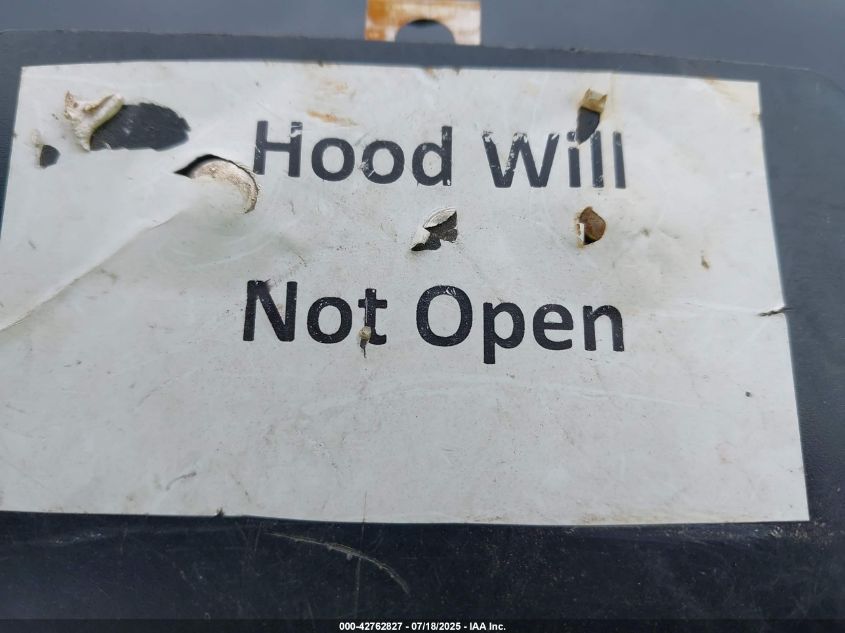 Hood Will
Not Open
000-42762827 - 07/18/2025 - IAA Inc.